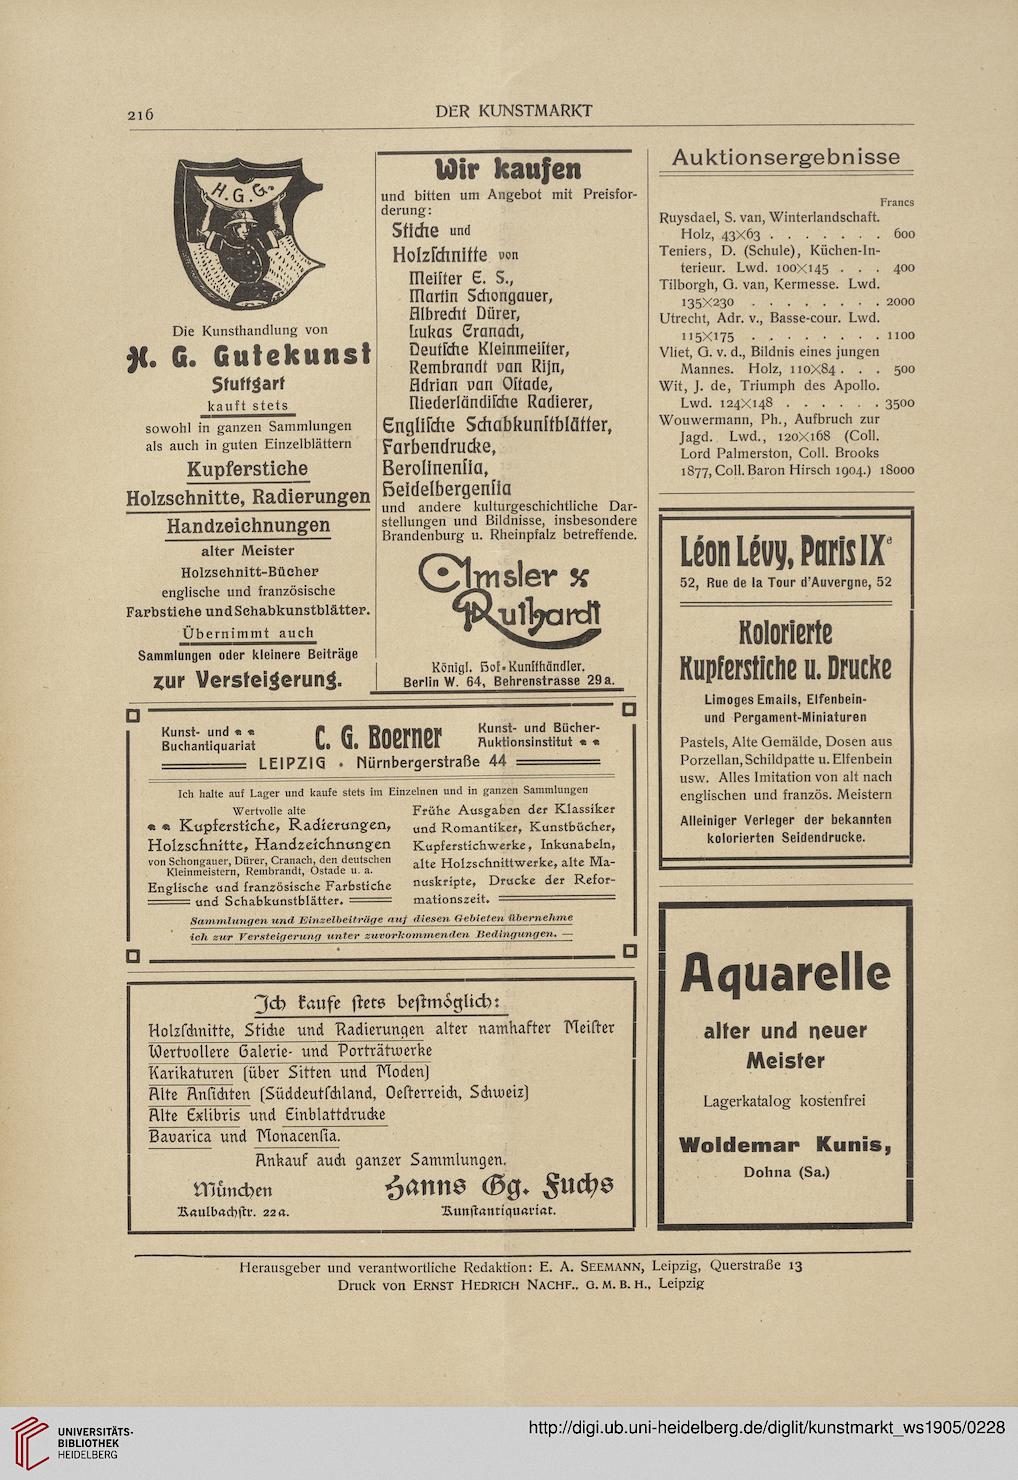 216
DER KUNSTMARKT
H.G.G.
Die Kunsthandlung von
H. G. Gutekunst
Stuttgart
kauft stets
sowohl in ganzen Sammlungen
als auch in guten Einzelblättern
Kupferstiche
Holzschnitte, Radierungen
Handzeichnungen
alter Meister
Holzschnitt-Bücher
englische und französische
Farbstiche und Schabkunstblätter.
Übernimmt auch
Sammlungen oder kleinere Beiträge
zur Versteigerung.
Wir kaufen
und bitten um Angebot mit Preisfor-
derung:
Stiche und
Holzſchnitte von
Meiſter E. S.,
Martin Schongauer,
Albrecht Dürer,
Lukas Cranach,
Deutſche Kleinmeiſter,
Rembrandt van Rijn,
Adrian van Oſtade,
Niederländiſche Radierer,
Engliſche Schabkunſtblätter,
Farbendrucke,
Berolinenſia,
Heidelbergenſia
und andere kulturgeschichtliche Dar-
stellungen und Bildnisse, insbesondere
Brandenburg u. Rheinpfalz betreffende.
Amsler &
Ruthardt
Königl. Hof-Kunſthändler.
Berlin W. 64, Behrenstrasse 29a.
Auktionsergebnisse
Francs
Ruysdael, S. van, Winterlandschaft.
Holz, 43×63 . . . . . . . 600
Teniers, D. (Schule), Küchen-In-
terieur. Lwd. 100×145 . . . 400
Tilborgh, G. van, Kermesse. Lwd.
135×230 . . . . . . . . 2000
Utrecht, Adr. v., Basse-cour. Lwd.
115×175 . . . . . . . . 1100
Vliet, G. v. d., Bildnis eines jungen
Mannes. Holz, 110×84 . . . 500
Wit, J. de, Triumph des Apollo.
Lwd. 124×148 . . . . . . 3500
Wouwermann, Ph., Aufbruch zur
Jagd. Lwd., 120×168 (Coll.
Lord Palmerston, Coll. Brooks
1877, Coll. Baron Hirsch 1904.) 18000
Léon Lévy, Paris IXe
52, Rue de la Tour d'Auvergne, 52
Kolorierte
Kupferstiche u. Drucke
Limoges Emails, Elfenbein-
und Pergament-Miniaturen
Pastels, Alte Gemälde, Dosen aus
Porzellan, Schildpatte u. Elfenbein
usw. Alles Imitation von alt nach
englischen und französ. Meistern
Alleiniger Verleger der bekannten
kolorierten Seidendrucke.
Kunst- und
Buchantiquariat
C. G. Boerner
Kunst- und Bücher-
Auktionsinstitut
LEIPZIG • Nürnbergerstraße 44
Ich halte auf Lager und kaufe stets im Einzelnen und in ganzen Sammlungen
Wertvolle alte
Kupferstiche, Radierungen,
Holzschnitte, Handzeichnungen
von Schongauer, Dürer, Cranach, den deutschen
Kleinmeistern, Rembrandt, Ostade u. a.
Englische und französische Farbstiche
und Schabkunstblätter.
Frühe Ausgaben der Klassiker
und Romantiker, Kunstbücher,
Kupferstichwerke, Inkunabeln,
alte Holzschnittwerke, alte Ma-
nuskripte, Drucke der Refor-
mationszeit.
Sammlungen und Einzelbeiträge auf diesen Gebieten übernehme
ich zur Versteigerung unter zuvorkommenden Bedingungen. —
Ich kaufe ſtets beſtmöglich:
Holzſchnitte, Stiche und Radierungen alter namhafter Meiſter
Wertvollere Galerie- und Porträtwerke
Karikaturen (über Sitten und Moden)
Alte Anſichten (Süddeutſchland, Oeſterreich, Schweiz)
Alte Exlibris und Einblattdrucke
Bavarica und Monacenſia.
Ankauf auch ganzer Sammlungen.
München
Kaulbachſtr. 22a.
Hanns Gg. Fuchs
Kunſtantiquariat.
Aquarelle
alter und neuer
Meister
Lagerkatalog kostenfrei
Woldemar Kunis,
Dohna (Sa.)
Herausgeber und verantwortliche Redaktion: E. A. SEEMANN, Leipzig, Querstraße 13
Druck von ERNST HEDRICH NACHF., G. M. B. H., Leipzig
UNIVERSITÄTS-
BIBLIOTHEK
HEIDELBERG
http://digi.ub.uni-heidelberg.de/diglit/kunstmarkt_ws1905/0228